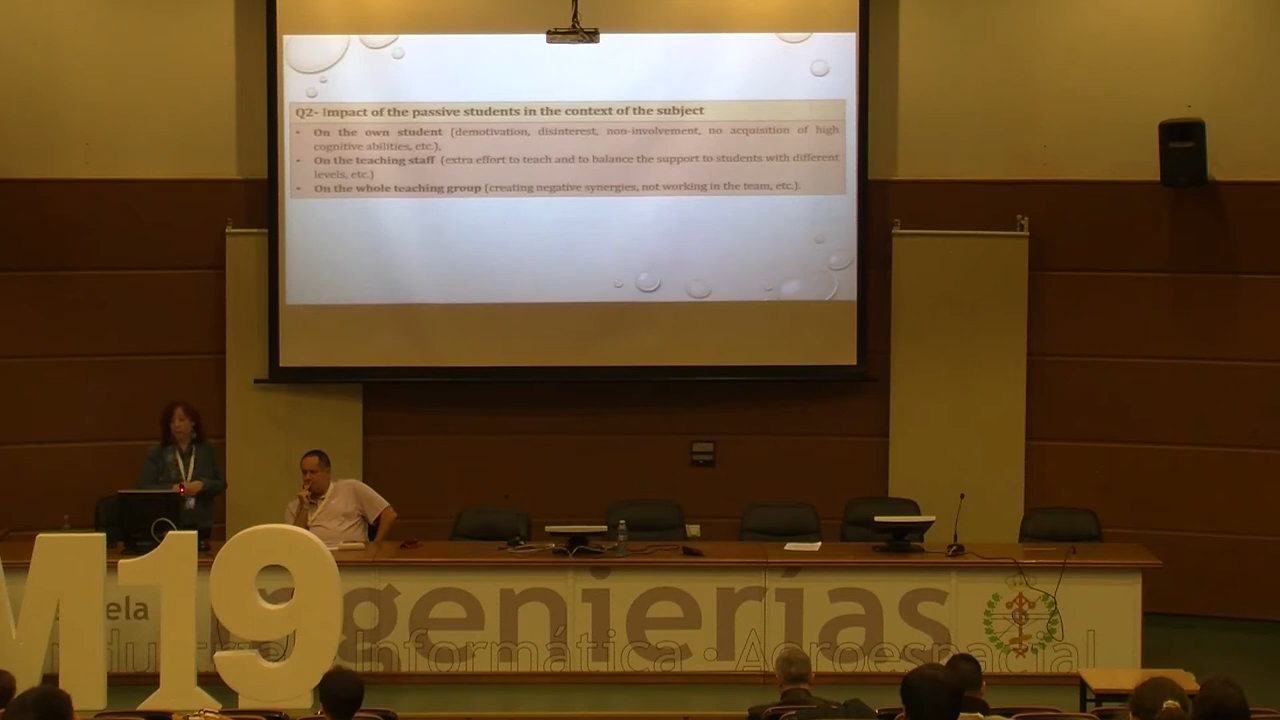 Q2- Impact of the passive students in the context of the subject
• On the own student (demotivation, disinterest, non-involvement, no acquisition of high
cognitive abilities, etc.),
• On the teaching staff (extra effort to teach and to balance the support to students with different
levels, etc.)
• On the whole teaching group (creating negative synergies, not working in the team, etc.).
M19
ela
ngenierías
Informática · Aeroespacial